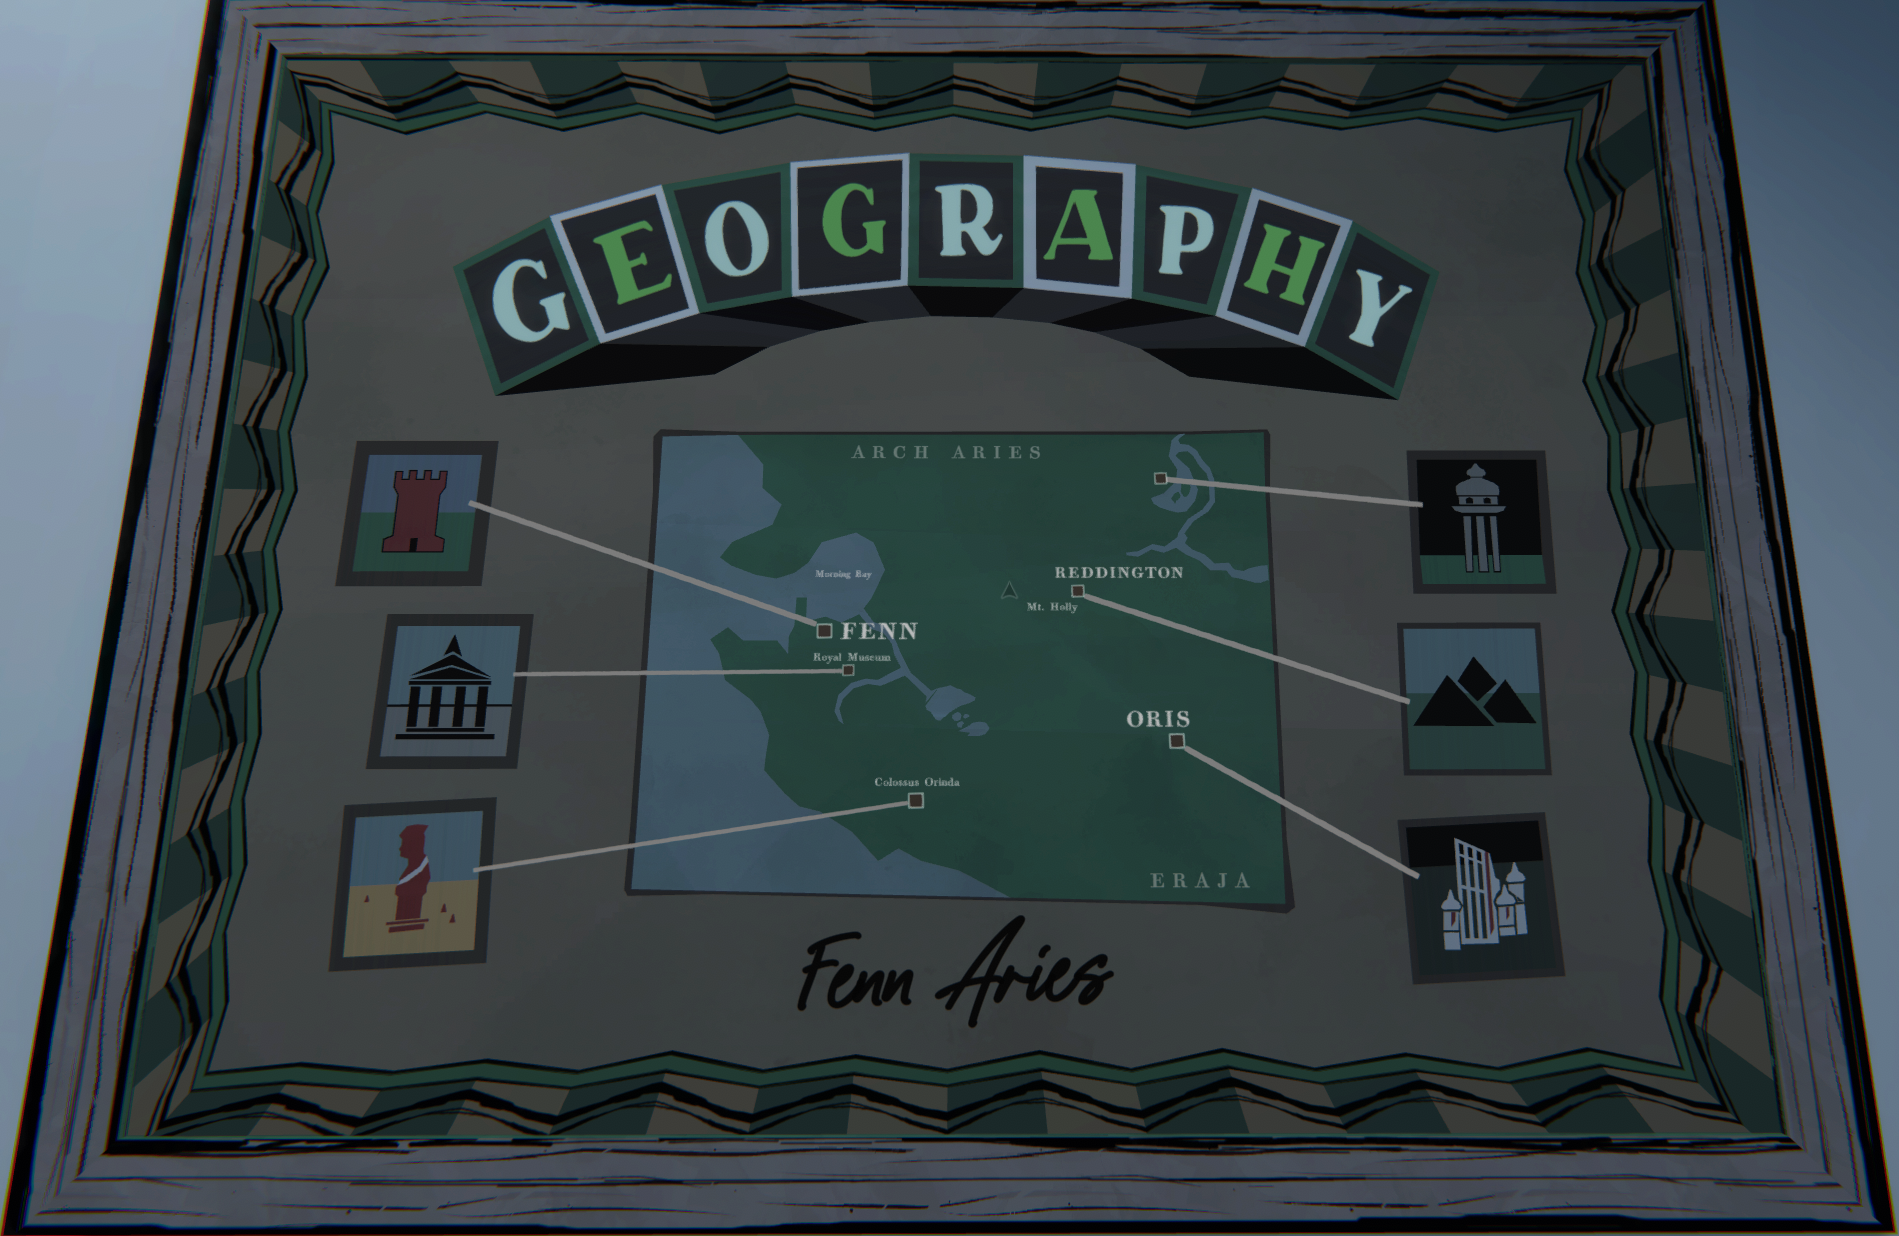 GEOGRAPHY
ARCH ARIES
Morning Bay
REDDINGTON
Mt. Holly
FENN
Royal Museum
ORIS
Colossus Orinda
ERAJA
Fenn Aries